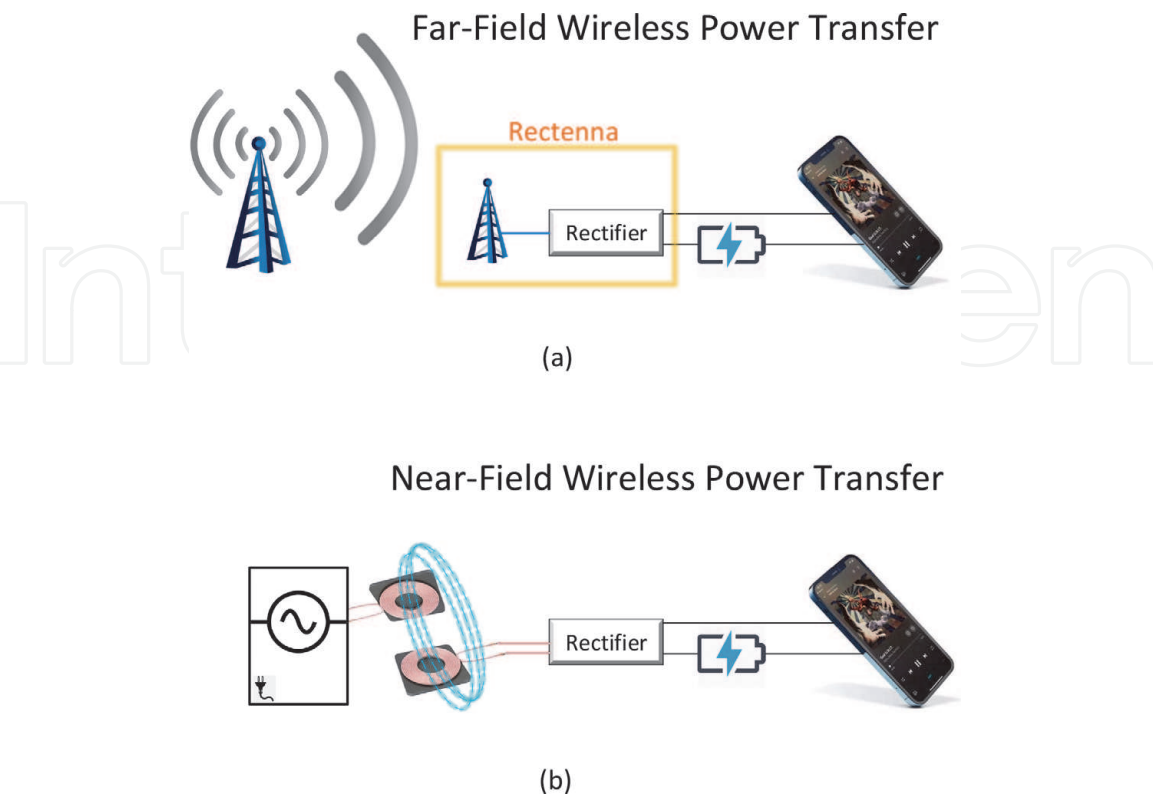 Far-Field Wireless Power Transfer
Rectenna
Rectifier
(a)
Near-Field Wireless Power Transfer
Rectifier
(b)